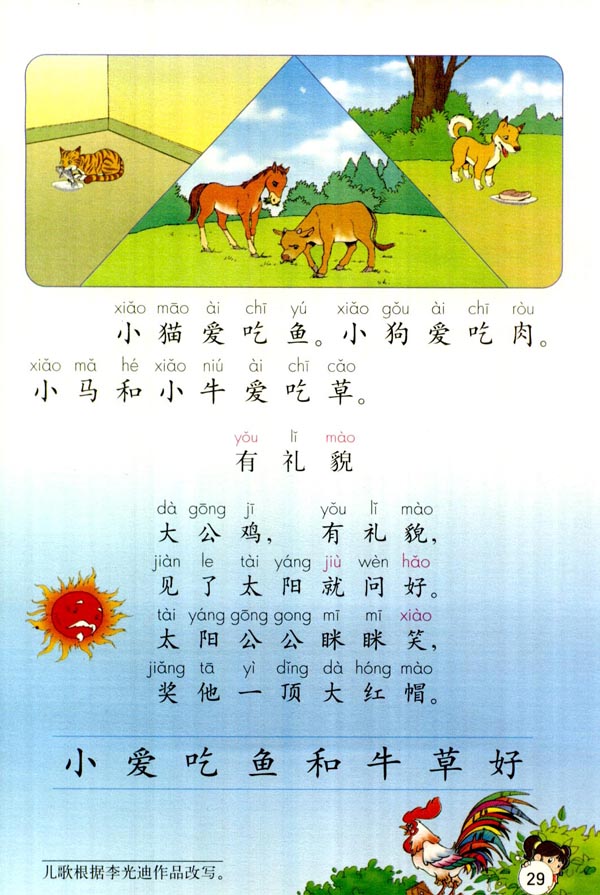 xiǎo māo ài chī yú xiǎo gǒu ài chī ròu
小猫爱吃鱼。小狗爱吃肉。
xiǎo mǎ hé xiǎo niú ài chī cǎo
小马和小牛爱吃草。
yǒu lǐ mào
有礼貌
dà gōng jī yǒu lǐ mào
大公鸡，有礼貌，
jiàn le tài yáng jiù wèn hǎo
见了太阳就问好。
tài yáng gōng gong mī mī xiào
太阳公公眯眯笑，
jiǎng tā yì dǐng dà hóng mào
奖他一顶大红帽。
小爱吃鱼和牛草好
儿歌根据李光迪作品改写。
29